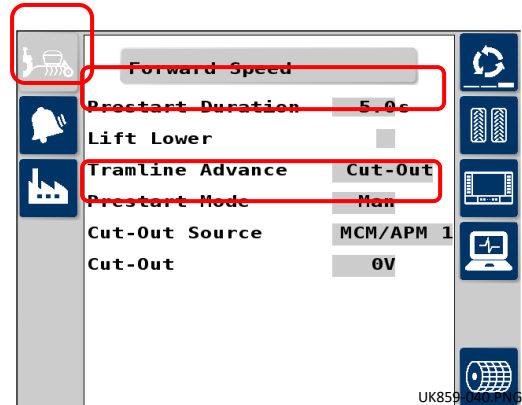 Forward Speed
Prestart Duration 5.0s
Lift Lower
Tramline Advance Cut-Out
Prestart Mode Man
Cut-Out Source MCM/APM 1
Cut-Out 0V
UK859-040.PNG